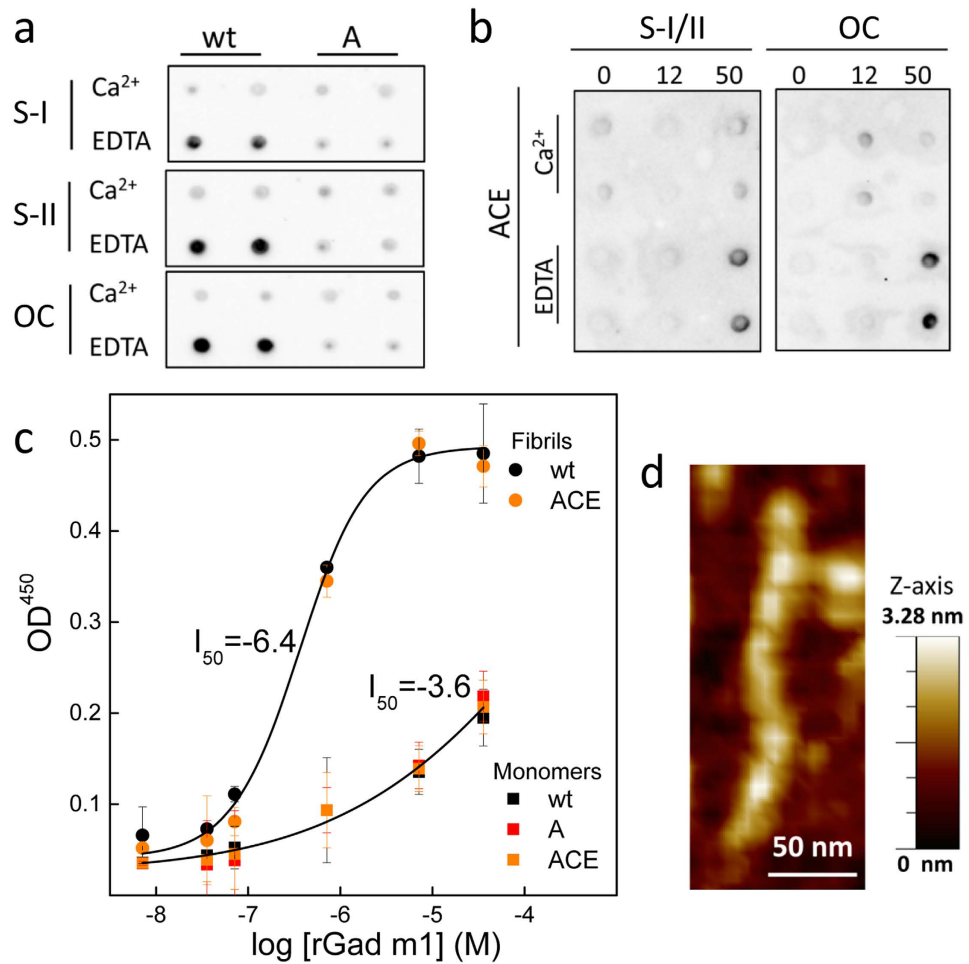 a
wt A
S-I
Ca²⁺
EDTA
S-II
Ca²⁺
EDTA
OC
Ca²⁺
EDTA
b
S-I/II OC
0 12 50 0 12 50
ACE
Ca²⁺
EDTA
c
OD⁴⁵⁰
0.5
0.4
0.3
0.2
0.1
Fibrils
wt
ACE
I₅₀=-6.4
I₅₀=-3.6
Monomers
wt
A
ACE
-8 -7 -6 -5 -4
log [rGad m1] (M)
d
Z-axis
3.28 nm
0 nm
50 nm